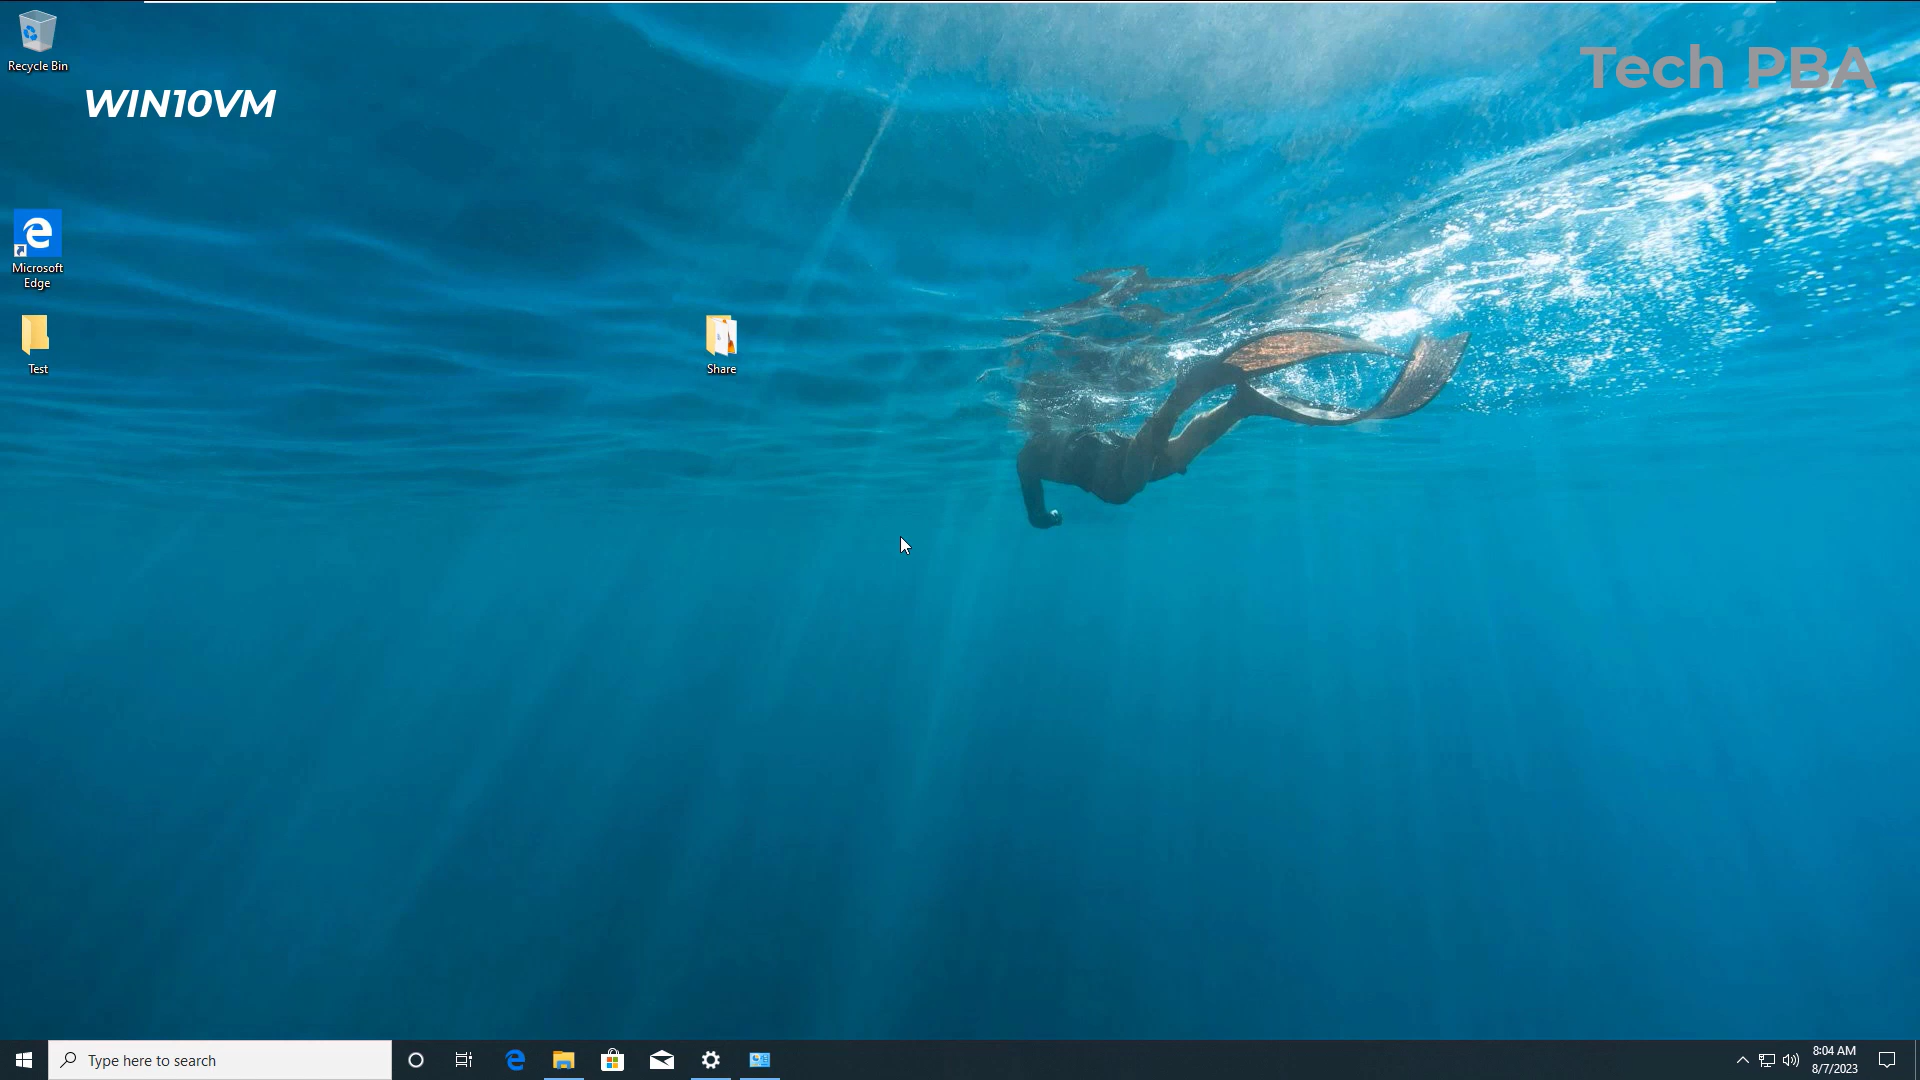 Recycle Bin
Tech PBA
WIN10VM
Microsoft
Edge
Test
Share
Type here to search
8:04 AM
8/7/2023